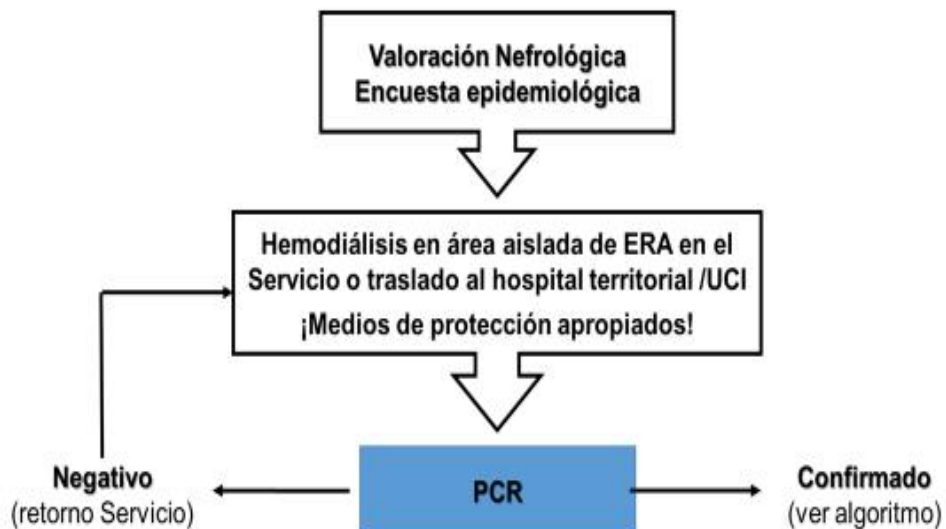 Valoración Nefrológica
Encuesta epidemiológica
Hemodiálisis en área aislada de ERA en el
Servicio o traslado al hospital territorial /UCI
¡Medios de protección apropiados!
Negativo
(retorno Servicio)
PCR
Confirmado
(ver algoritmo)